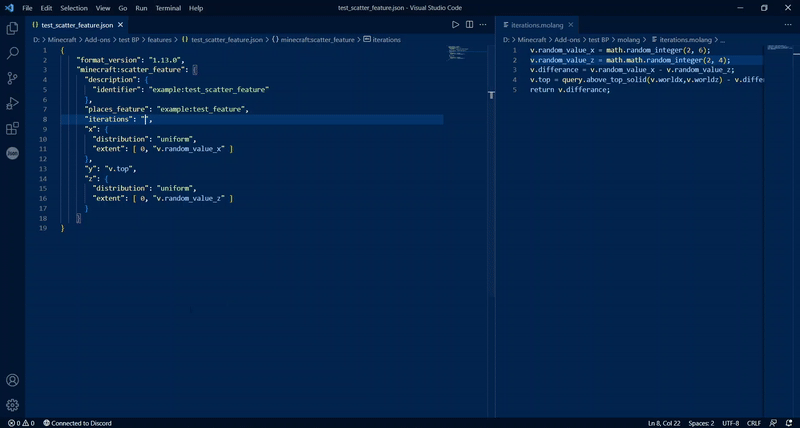 File Edit Selection View Go Run Terminal Help
test_scatter_feature.json - Visual Studio Code
test_scatter_feature.json
D: > Minecraft > Add-ons > test BP > features > test_scatter_feature.json > minecraft:scatter_feature > iterations
1 {
2 "format_version": "1.13.0",
3 "minecraft:scatter_feature": {
4 "description": {
5 "identifier": "example:test_scatter_feature"
6 },
7 "places_feature": "example:test_feature",
8 "iterations": "",
9 "x": {
10 "distribution": "uniform",
11 "extent": [ 0, "v.random_value_x" ]
12 },
13 "y": "v.top",
14 "z": {
15 "distribution": "uniform",
16 "extent": [ 0, "v.random_value_z" ]
17 }
18 }
19 }
iterations.molang
D: > Minecraft > Add-ons > test BP > molang > iterations.molang > ...
1 v.random_value_x = math.random_integer(2, 6);
2 v.random_value_z = math.math.random_integer(2, 4);
3 v.differance = v.random_value_x - v.random_value_z;
4 v.top = query.above_top_solid(v.worldx,v.worldz) - v.diffe
5 return v.differance;
0 0 Connected to Discord
Ln 8, Col 22 Spaces: 2 UTF-8 CRLF